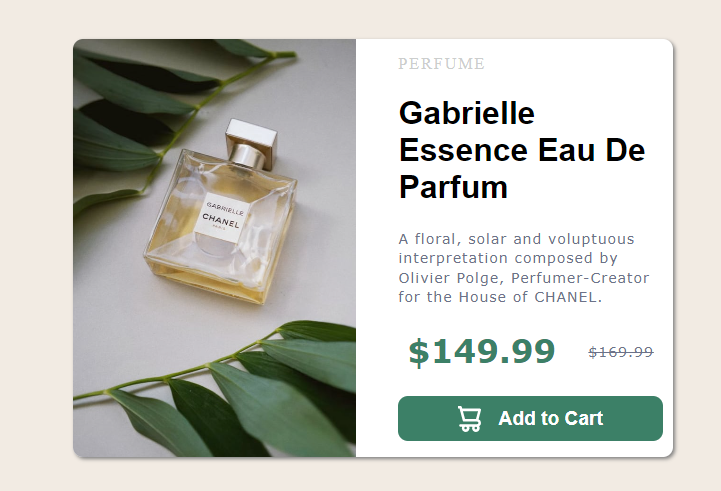 PERFUME
Gabrielle
Essence Eau De
Parfum
A floral, solar and voluptuous
interpretation composed by
Olivier Polge, Perfumer-Creator
for the House of CHANEL.
$149.99 $169.99
Add to Cart
GABRIELLE
CHANEL
PARIS